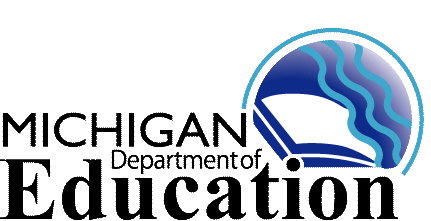 MICHIGAN
Department of
Education